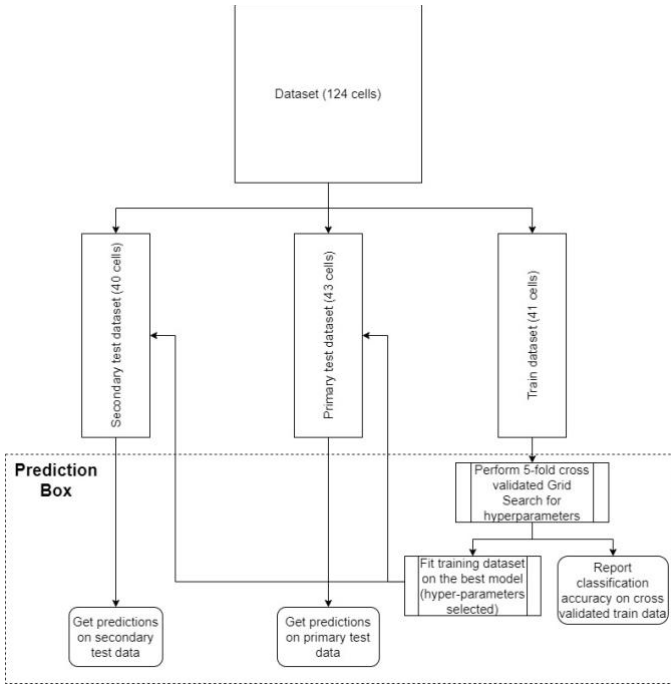 Dataset (124 cells)
Secondary test dataset (40 cells)
Primary test dataset (43 cells)
Train dataset (41 cells)
Prediction
Box
Perform 5-fold cross
validated Grid
Search for
hyperparameters
Fit training dataset
on the best model
(hyper-parameters
selected)
Report
classification
accuracy on cross
validated train data
Get predictions
on secondary
test data
Get predictions
on primary test
data